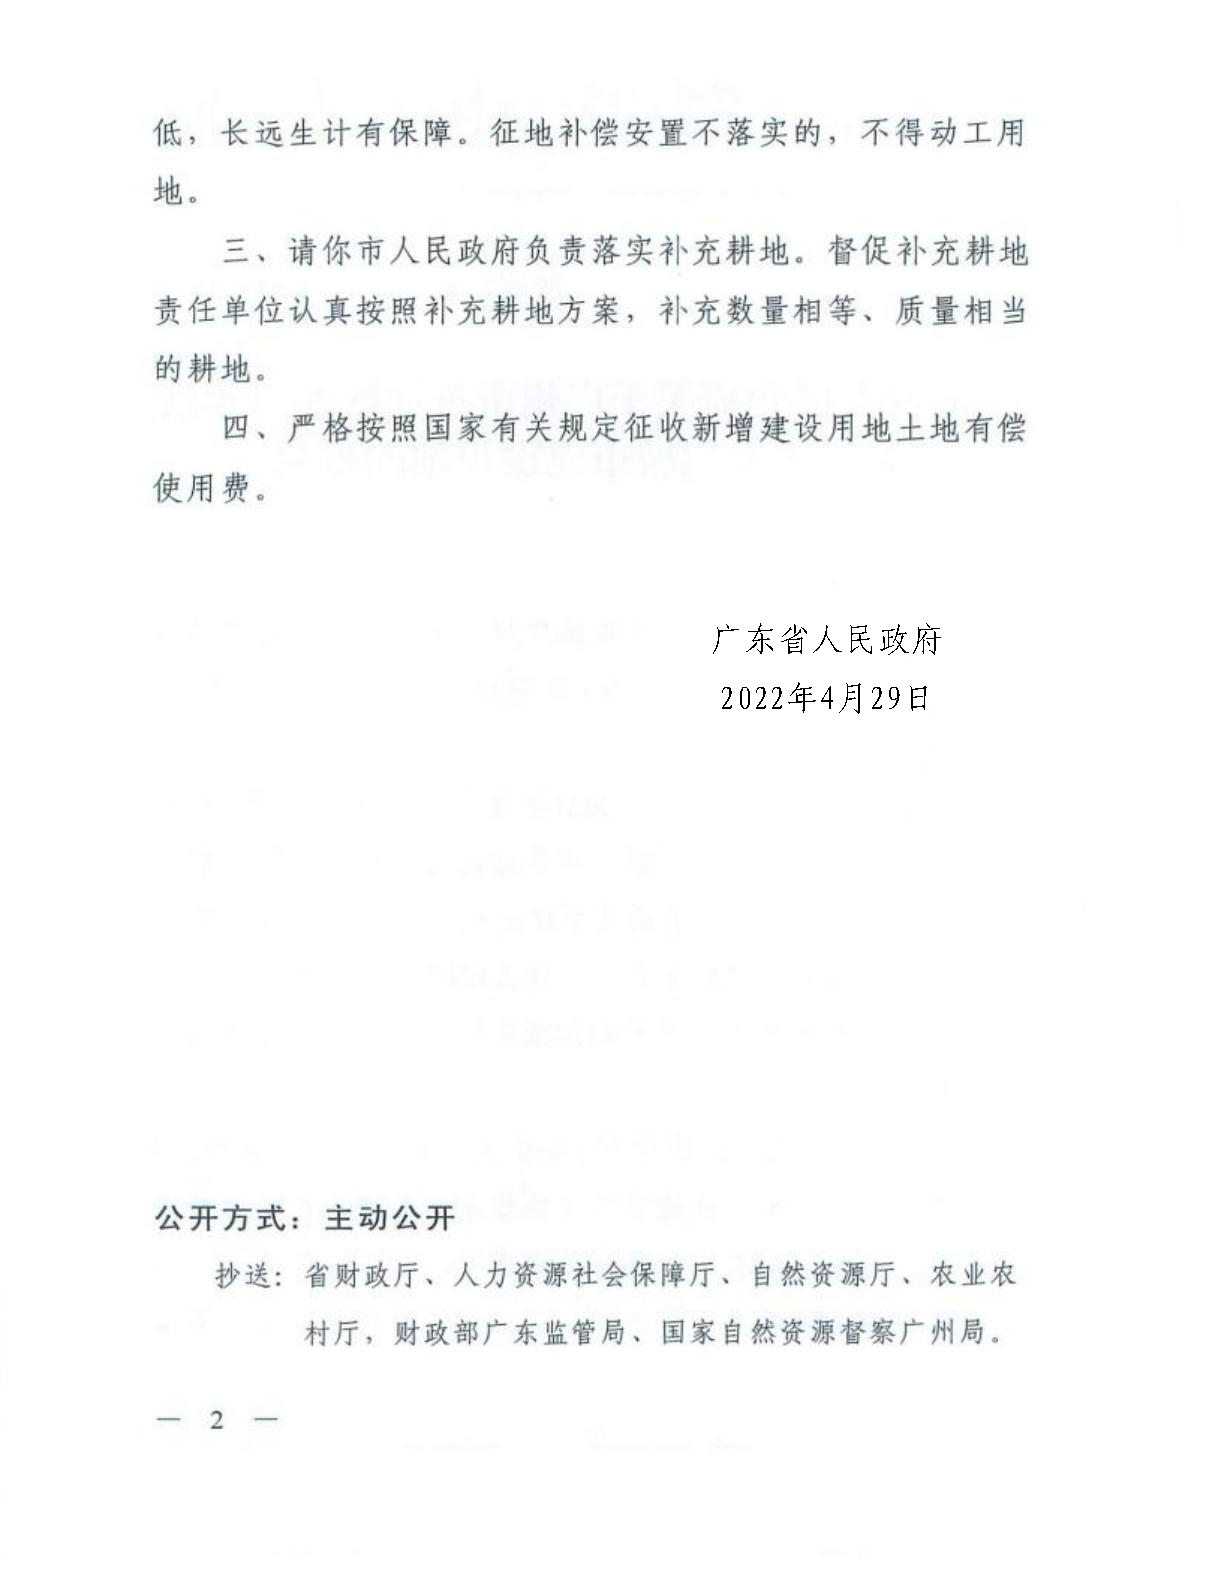 低，长远生计有保障。征地补偿安置不落实的，不得动工用
地。
三、请你市人民政府负责落实补充耕地。督促补充耕地
责任单位认真按照补充耕地方案，补充数量相等、质量相当
的耕地。
四、严格按照国家有关规定征收新增建设用地土地有偿
使用费。
广东省人民政府
2022年4月29日
公开方式：主动公开
抄送：省财政厅、人力资源社会保障厅、自然资源厅、农业农
村厅，财政部广东监管局、国家自然资源督察广州局。
— 2 —